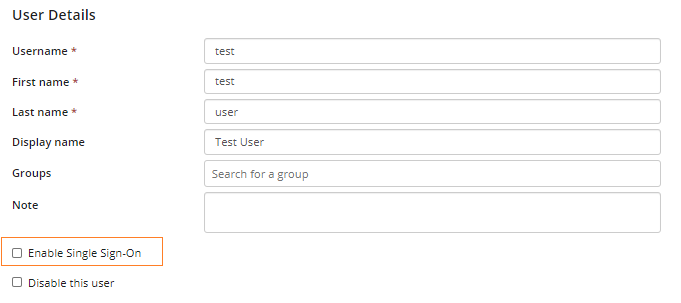 User Details
Username * test
First name * test
Last name * user
Display name Test User
Groups Search for a group
Note
Enable Single Sign-On
Disable this user